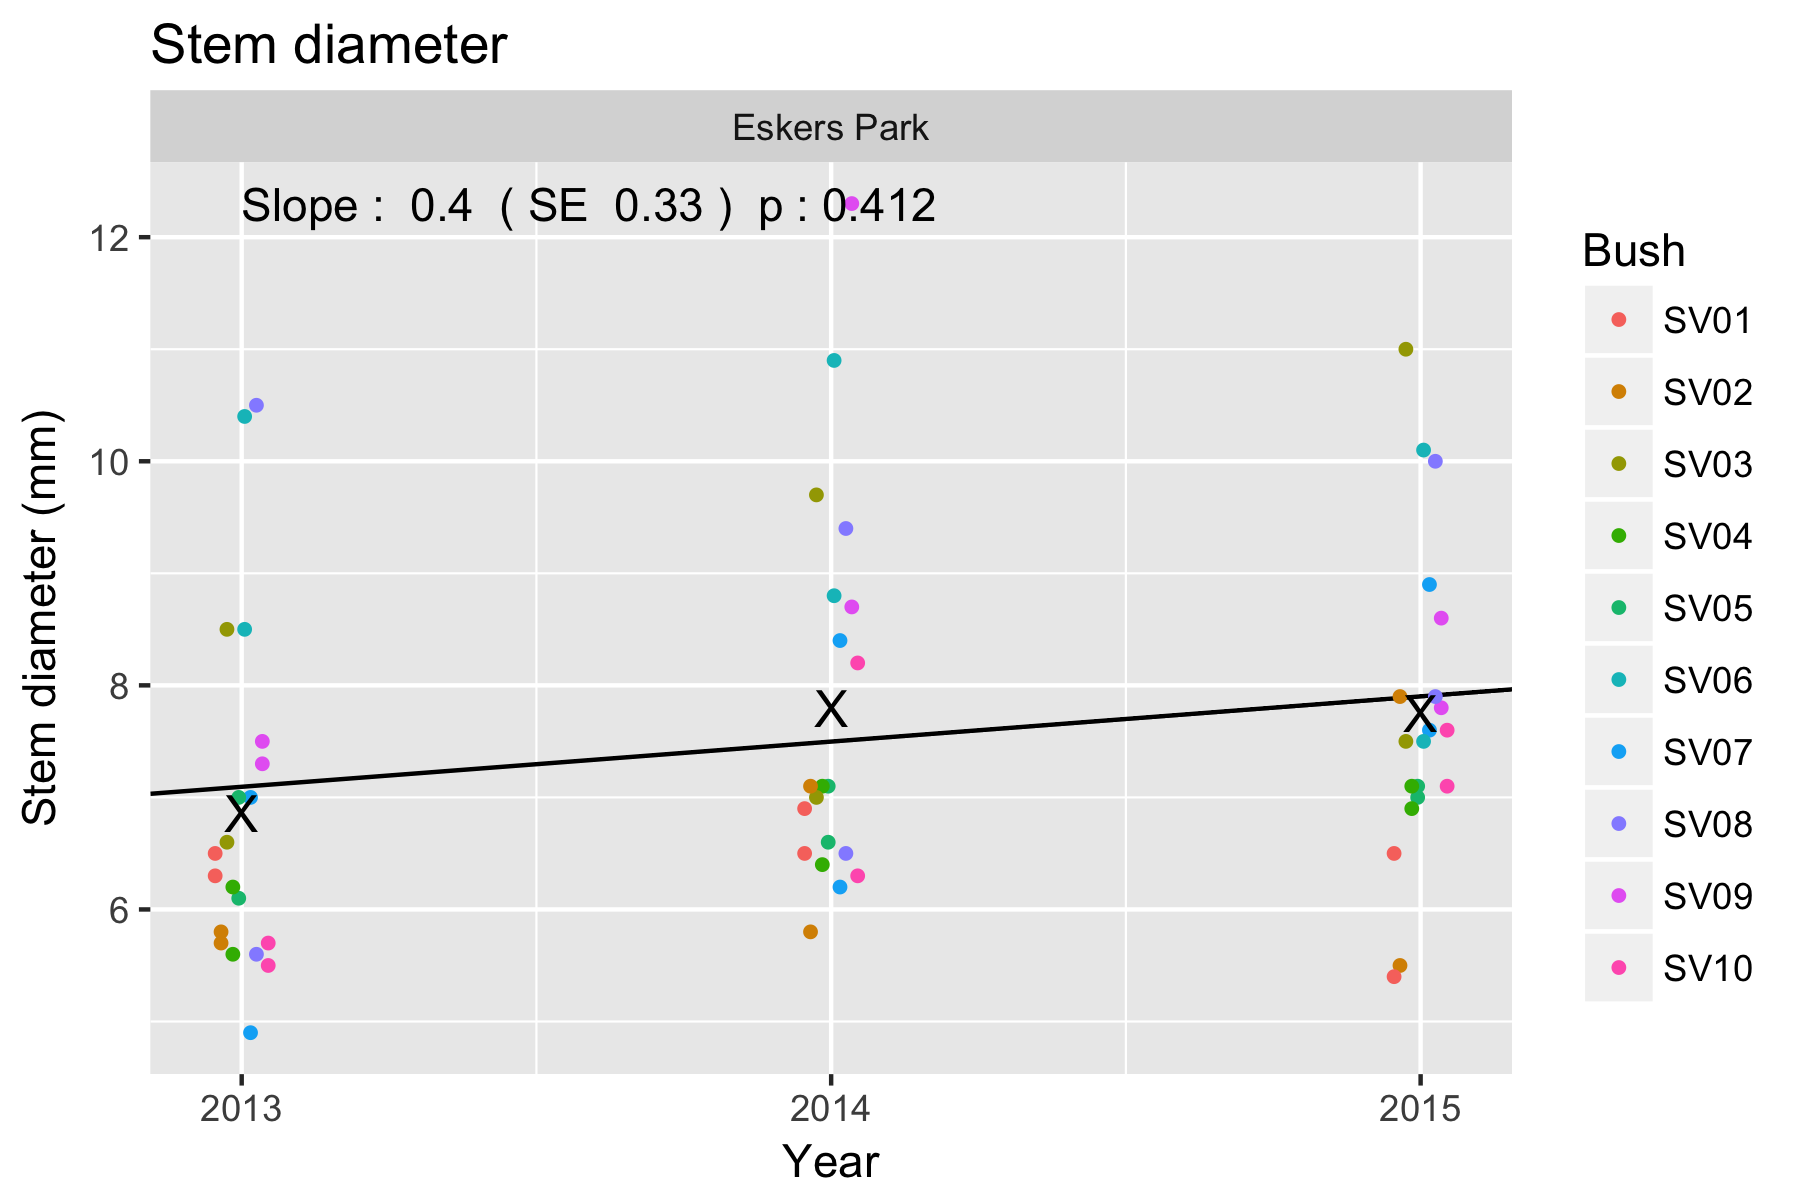 Stem diameter
Eskers Park
Slope :  0.4  ( SE  0.33 )  p : 0.412
12
10
8
6
Stem diameter (mm)
2013
2014
2015
Year
Bush
SV01
SV02
SV03
SV04
SV05
SV06
SV07
SV08
SV09
SV10
X
X
X